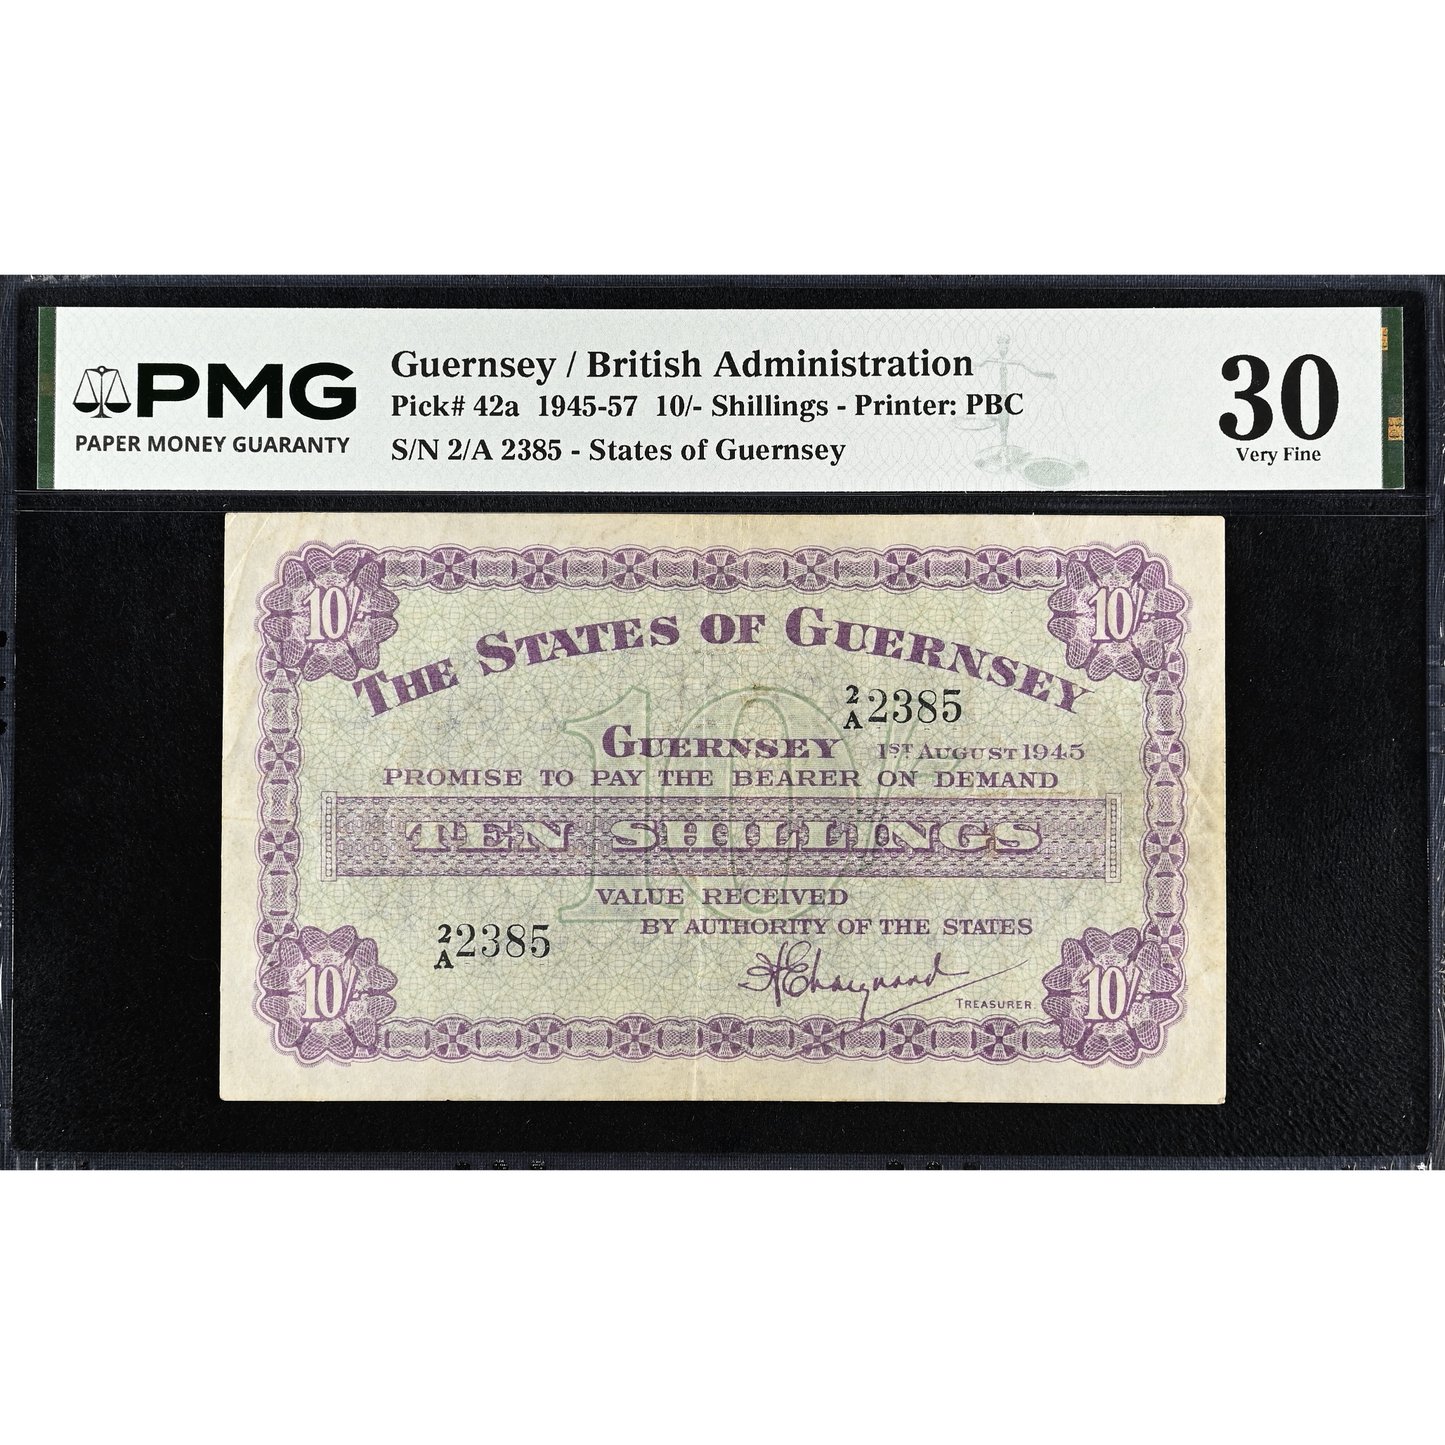 PMG
PAPER MONEY GUARANTY
Guernsey / British Administration
Pick# 42a 1945-57 10/- Shillings - Printer: PBC
S/N 2/A 2385 - States of Guernsey
30
Very Fine
10/-
10/-
THE STATES OF GUERNSEY
2/A 2385
GUERNSEY 1ST AUGUST 1945
PROMISE TO PAY THE BEARER ON DEMAND
10/-
TEN SHILLINGS
VALUE RECEIVED
BY AUTHORITY OF THE STATES
2/A 2385
TREASURER.
10/-
10/-